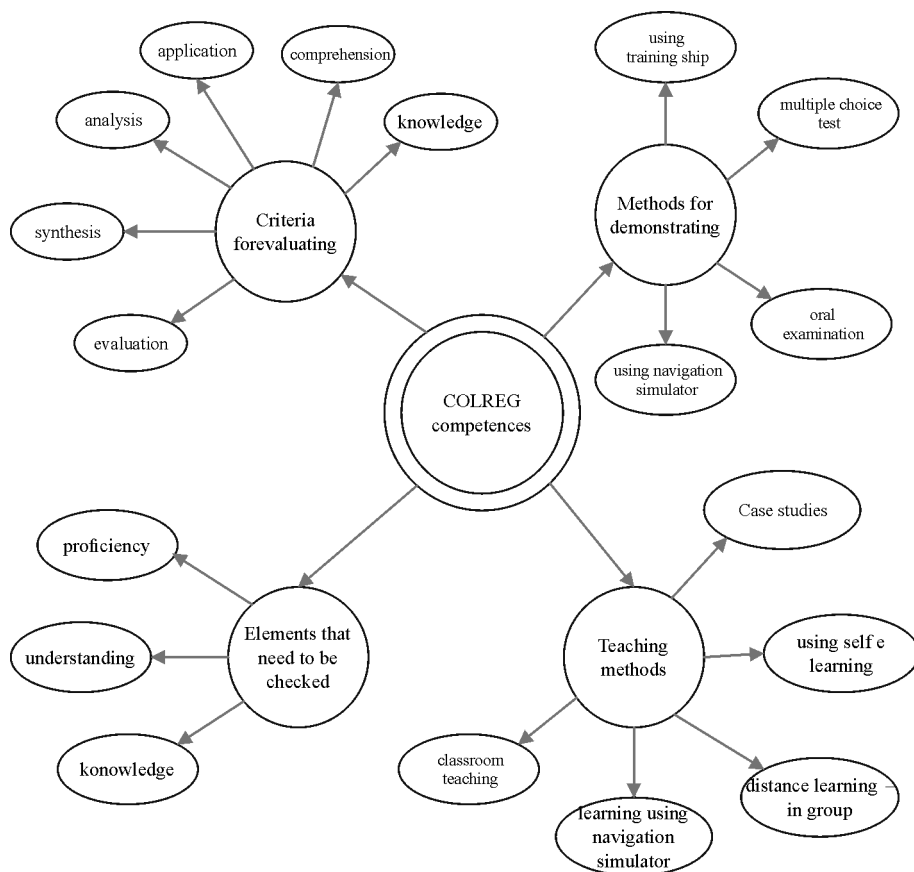 application
comprehension
analysis
knowledge
synthesis
Criteria
forevaluating
evaluation
using
training ship
multiple choice
test
Methods for
demonstrating
oral
examination
using navigation
simulator
COLREG
competences
proficiency
understanding
Elements that
need to be
checked
konowledge
Case studies
Teaching
methods
using self e
learning
classroom
teaching
learning using
navigation
simulator
distance learning
in group